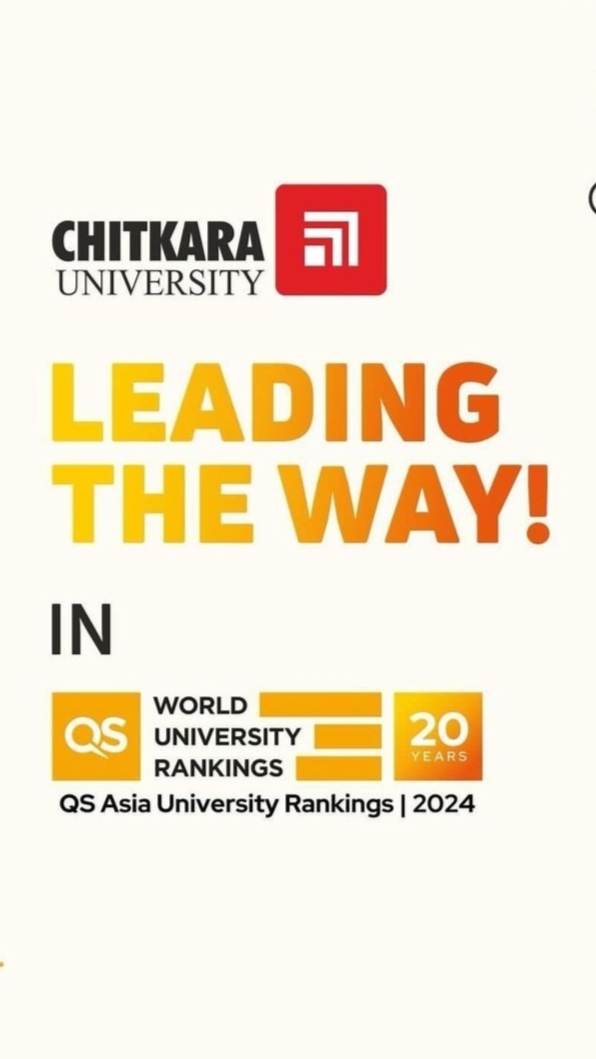 CHITKARA
UNIVERSITY
LEADING
THE WAY!
IN
QS
WORLD
UNIVERSITY
RANKINGS
20
YEARS
QS Asia University Rankings | 2024